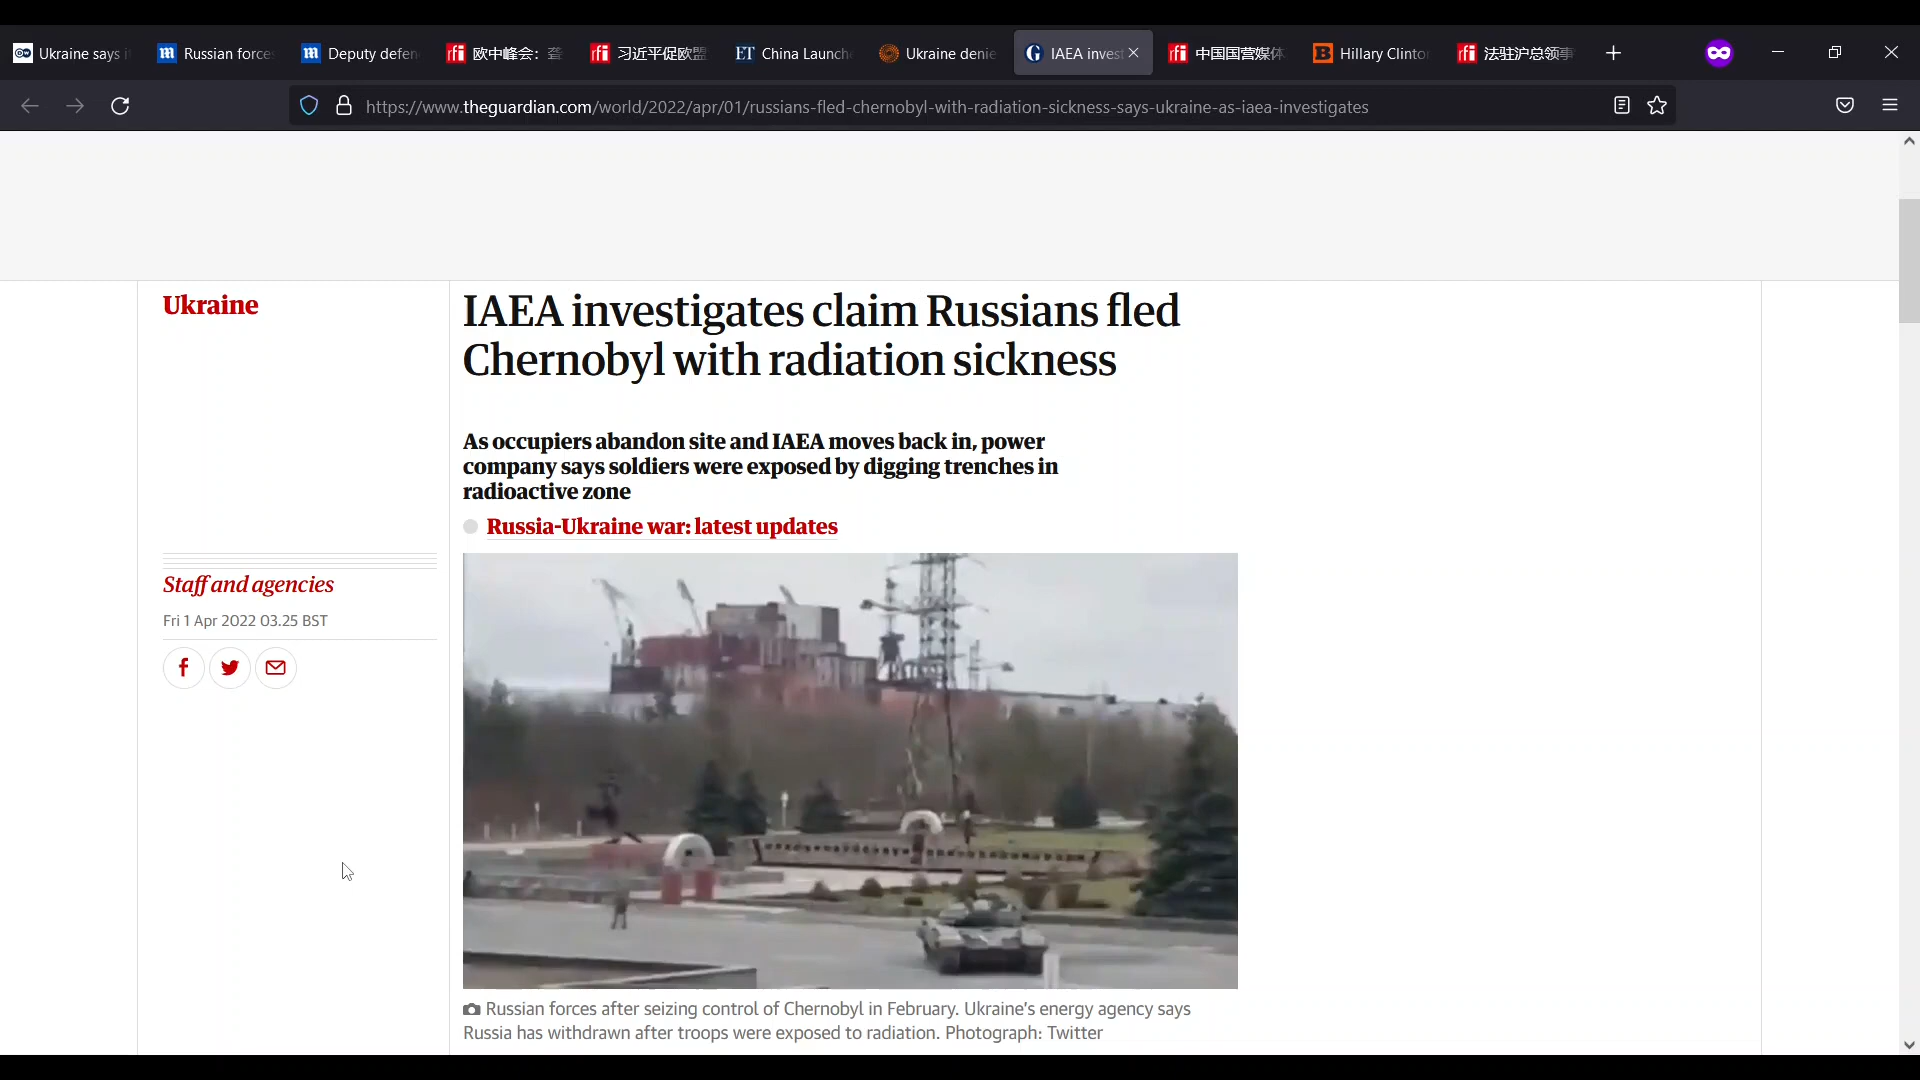 Ukraine says i
Russian forces
Deputy defen
欧中峰会：聋
习近平促欧盟
ET China Launch
Ukraine denie
IAEA invest
中国国营媒体
Hillary Clinto
法驻沪总领事
https://www.theguardian.com/world/2022/apr/01/russians-fled-chernobyl-with-radiation-sickness-says-ukraine-as-iaea-investigates
Ukraine
IAEA investigates claim Russians fled
Chernobyl with radiation sickness
As occupiers abandon site and IAEA moves back in, power
company says soldiers were exposed by digging trenches in
radioactive zone
Russia-Ukraine war: latest updates
Staff and agencies
Fri 1 Apr 2022 03.25 BST
Russian forces after seizing control of Chernobyl in February. Ukraine's energy agency says
Russia has withdrawn after troops were exposed to radiation. Photograph: Twitter